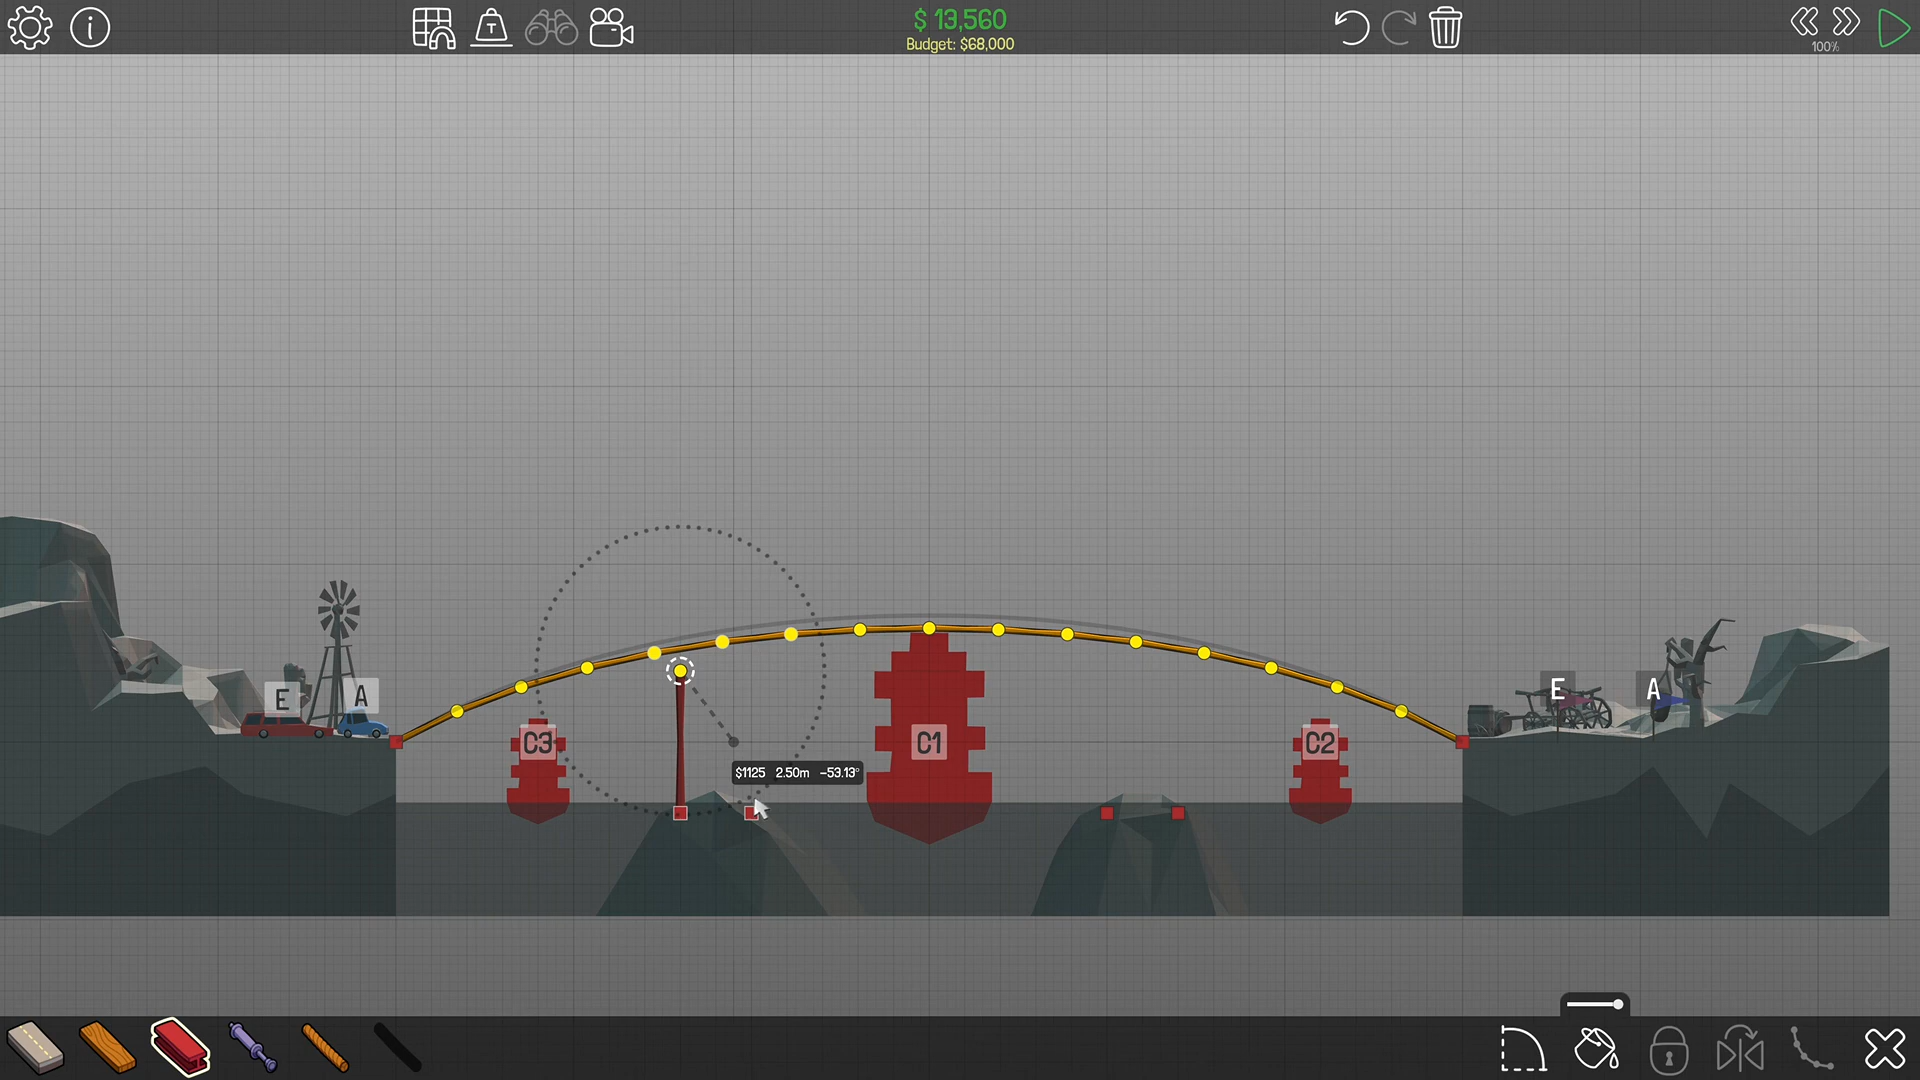 $ 13,560
Budget: $68,000
100%
T
E
A
C3
C1
C2
E
A
$1125 2.50m −53.13°